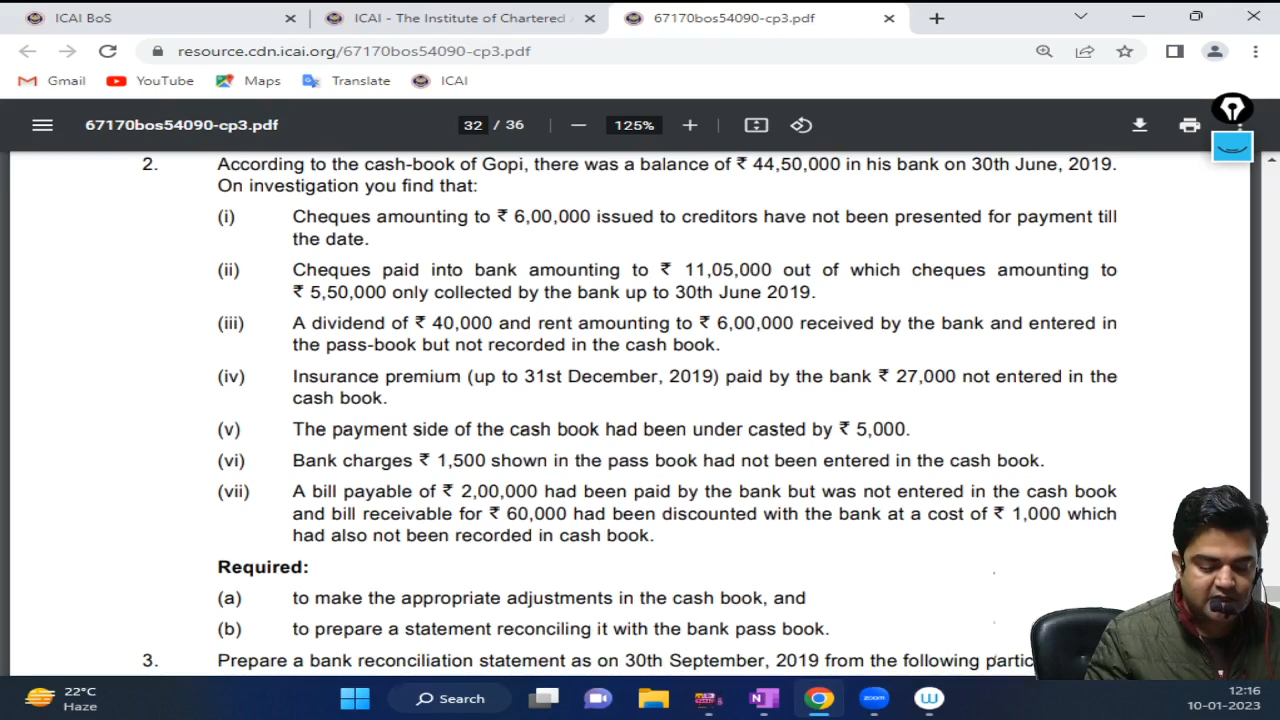 ICAI BoS
ICAI - The Institute of Chartered
67170bos54090-cp3.pdf
resource.cdn.icai.org/67170bos54090-cp3.pdf
Gmail YouTube Maps Translate ICAI
67170bos54090-cp3.pdf 32 / 36 125%
2. According to the cash-book of Gopi, there was a balance of ₹ 44,50,000 in his bank on 30th June, 2019.
On investigation you find that:
(i) Cheques amounting to ₹ 6,00,000 issued to creditors have not been presented for payment till
the date.
(ii) Cheques paid into bank amounting to ₹ 11,05,000 out of which cheques amounting to
₹ 5,50,000 only collected by the bank up to 30th June 2019.
(iii) A dividend of ₹ 40,000 and rent amounting to ₹ 6,00,000 received by the bank and entered in
the pass-book but not recorded in the cash book.
(iv) Insurance premium (up to 31st December, 2019) paid by the bank ₹ 27,000 not entered in the
cash book.
(v) The payment side of the cash book had been under casted by ₹ 5,000.
(vi) Bank charges ₹ 1,500 shown in the pass book had not been entered in the cash book.
(vii) A bill payable of ₹ 2,00,000 had been paid by the bank but was not entered in the cash book
and bill receivable for ₹ 60,000 had been discounted with the bank at a cost of ₹ 1,000 which
had also not been recorded in cash book.
Required:
(a) to make the appropriate adjustments in the cash book, and
(b) to prepare a statement reconciling it with the bank pass book.
3. Prepare a bank reconciliation statement as on 30th September, 2019 from the following partic
22°C
Haze
Search
zoom
12:16
10-01-2023